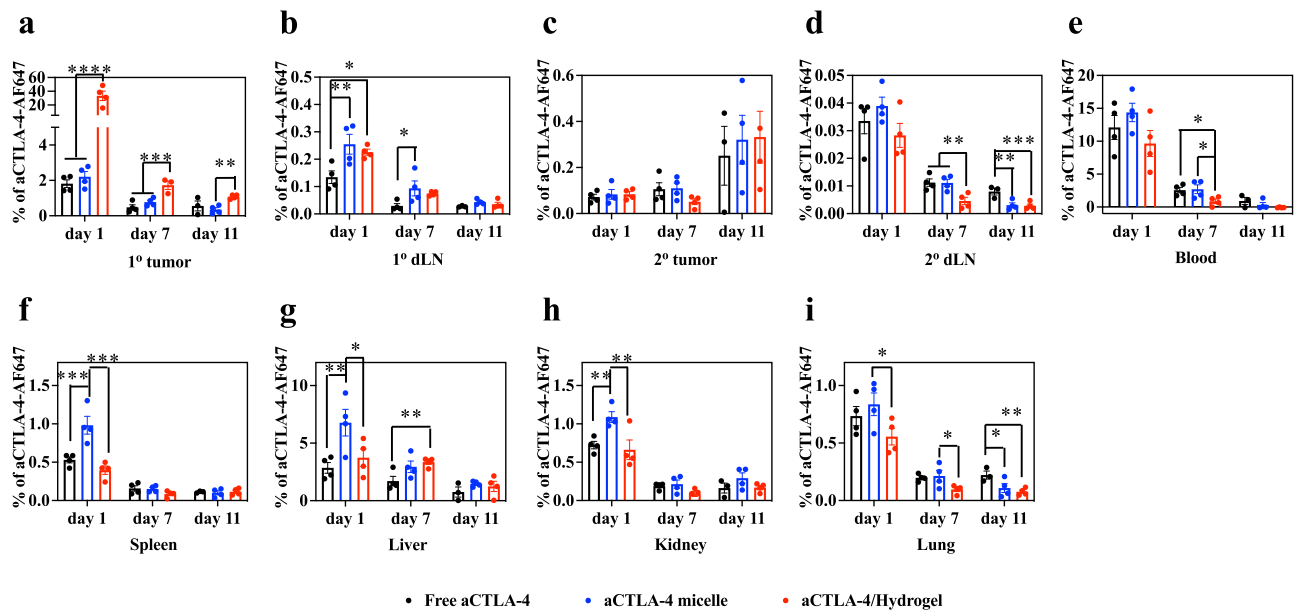 a
% of aCTLA-4-AF647
60
40
20
4
2
0
****
***
**
day 1 day 7 day 11
1º tumor
b
% of aCTLA-4-AF647
0.5
0.4
0.3
0.2
0.1
0.0
*
**
*
day 1 day 7 day 11
1º dLN
c
% of aCTLA-4-AF647
0.6
0.4
0.2
0.0
day 1 day 7 day 11
2º tumor
d
% of aCTLA-4-AF647
0.05
0.04
0.03
0.02
0.01
0.00
**
***
**
day 1 day 7 day 11
2º dLN
e
% of aCTLA-4-AF647
20
15
10
5
0
*
*
day 1 day 7 day 11
Blood
f
% of aCTLA-4-AF647
1.5
1.0
0.5
0.0
***
***
day 1 day 7 day 11
Spleen
g
% of aCTLA-4-AF647
10
5
0
**
*
**
day 1 day 7 day 11
Liver
h
% of aCTLA-4-AF647
1.5
1.0
0.5
0.0
**
**
day 1 day 7 day 11
Kidney
i
% of aCTLA-4-AF647
1.0
0.5
0.0
*
*
**
*
day 1 day 7 day 11
Lung
Free aCTLA-4 aCTLA-4 micelle aCTLA-4/Hydrogel